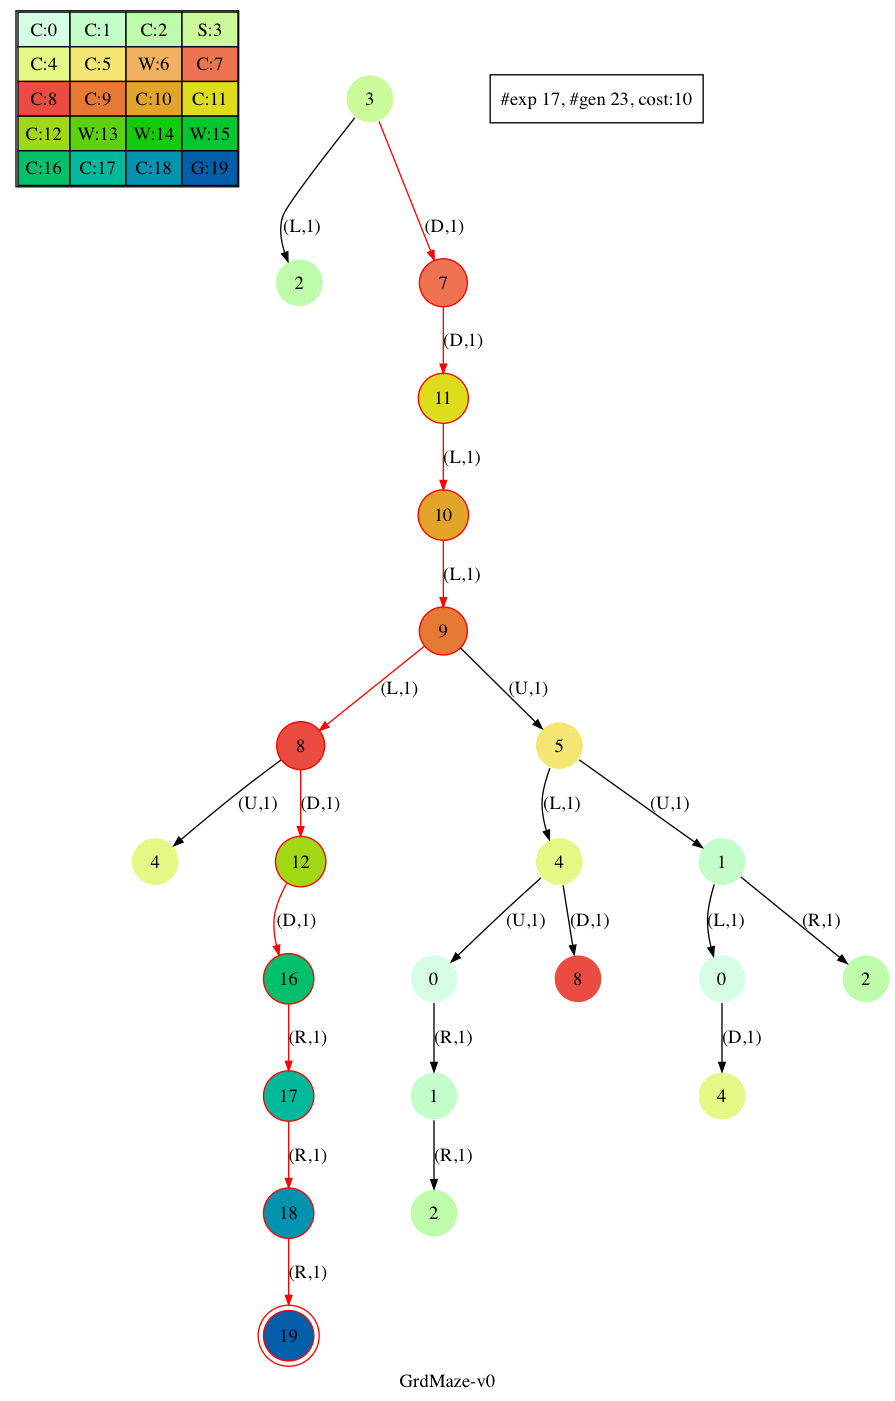 C:0 C:1 C:2 S:3
C:4 C:5 W:6 C:7
C:8 C:9 C:10 C:11
C:12 W:13 W:14 W:15
C:16 C:17 C:18 G:19
#exp 17, #gen 23, cost:10
3
(L,1) (D,1)
2 7
(D,1)
11
(L,1)
10
(L,1)
9
(L,1) (U,1)
8 5
(U,1) (D,1) (L,1) (U,1)
4 12 4 1
(D,1) (U,1) (D,1) (L,1) (R,1)
16 0 8 0 2
(R,1) (R,1) (D,1)
17 1 4
(R,1) (R,1)
18 2
(R,1)
19
GrdMaze-v0